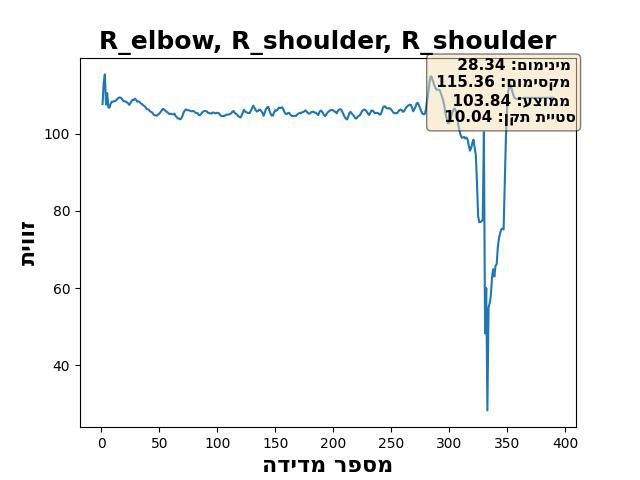 R_elbow, R_shoulder, R_shoulder
מינימום: 28.34
מקסימום: 115.36
ממוצע: 103.84
סטיית תקן: 10.04
זווית
100
80
60
40
0 50 100 150 200 250 300 350 400
מספר מדידה